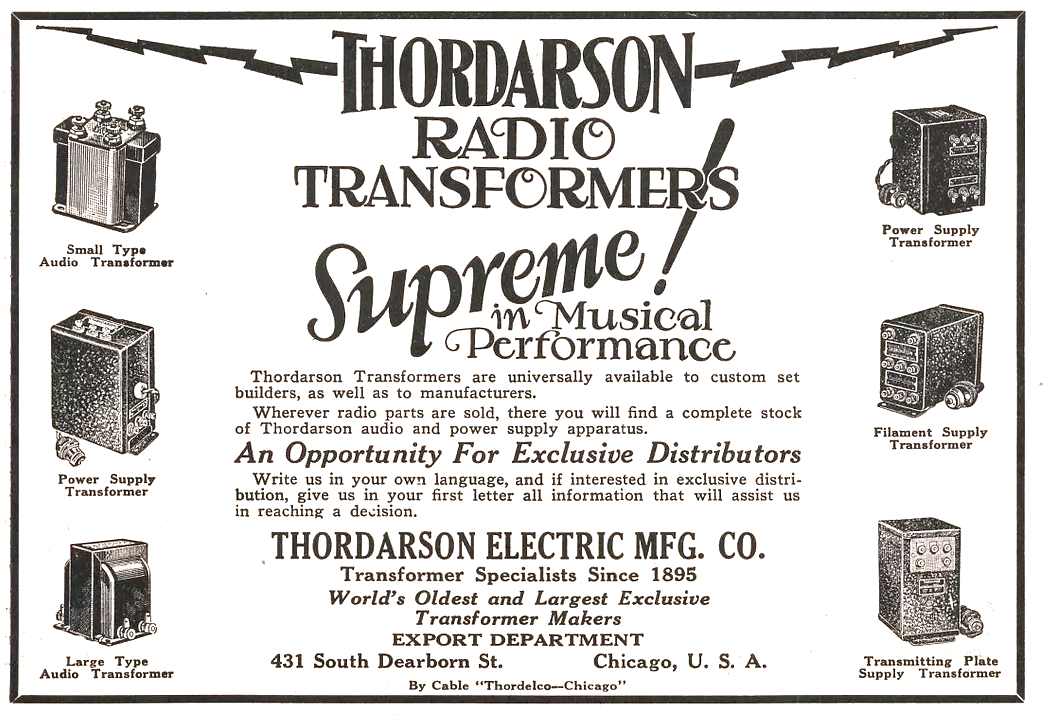 THORDARSON
RADIO
TRANSFORMERS
Supreme!
in Musical
Performance
Small Type
Audio Transformer
Power Supply
Transformer
Large Type
Audio Transformer
Power Supply
Transformer
Filament Supply
Transformer
Transmitting Plate
Supply Transformer
Thordarson Transformers are universally available to custom set
builders, as well as to manufacturers.
Wherever radio parts are sold, there you will find a complete stock
of Thordarson audio and power supply apparatus.
An Opportunity For Exclusive Distributors
Write us in your own language, and if interested in exclusive distri-
bution, give us in your first letter all information that will assist us
in reaching a decision.
THORDARSON ELECTRIC MFG. CO.
Transformer Specialists Since 1895
World's Oldest and Largest Exclusive
Transformer Makers
EXPORT DEPARTMENT
431 South Dearborn St. Chicago, U. S. A.
By Cable "Thordelco--Chicago"